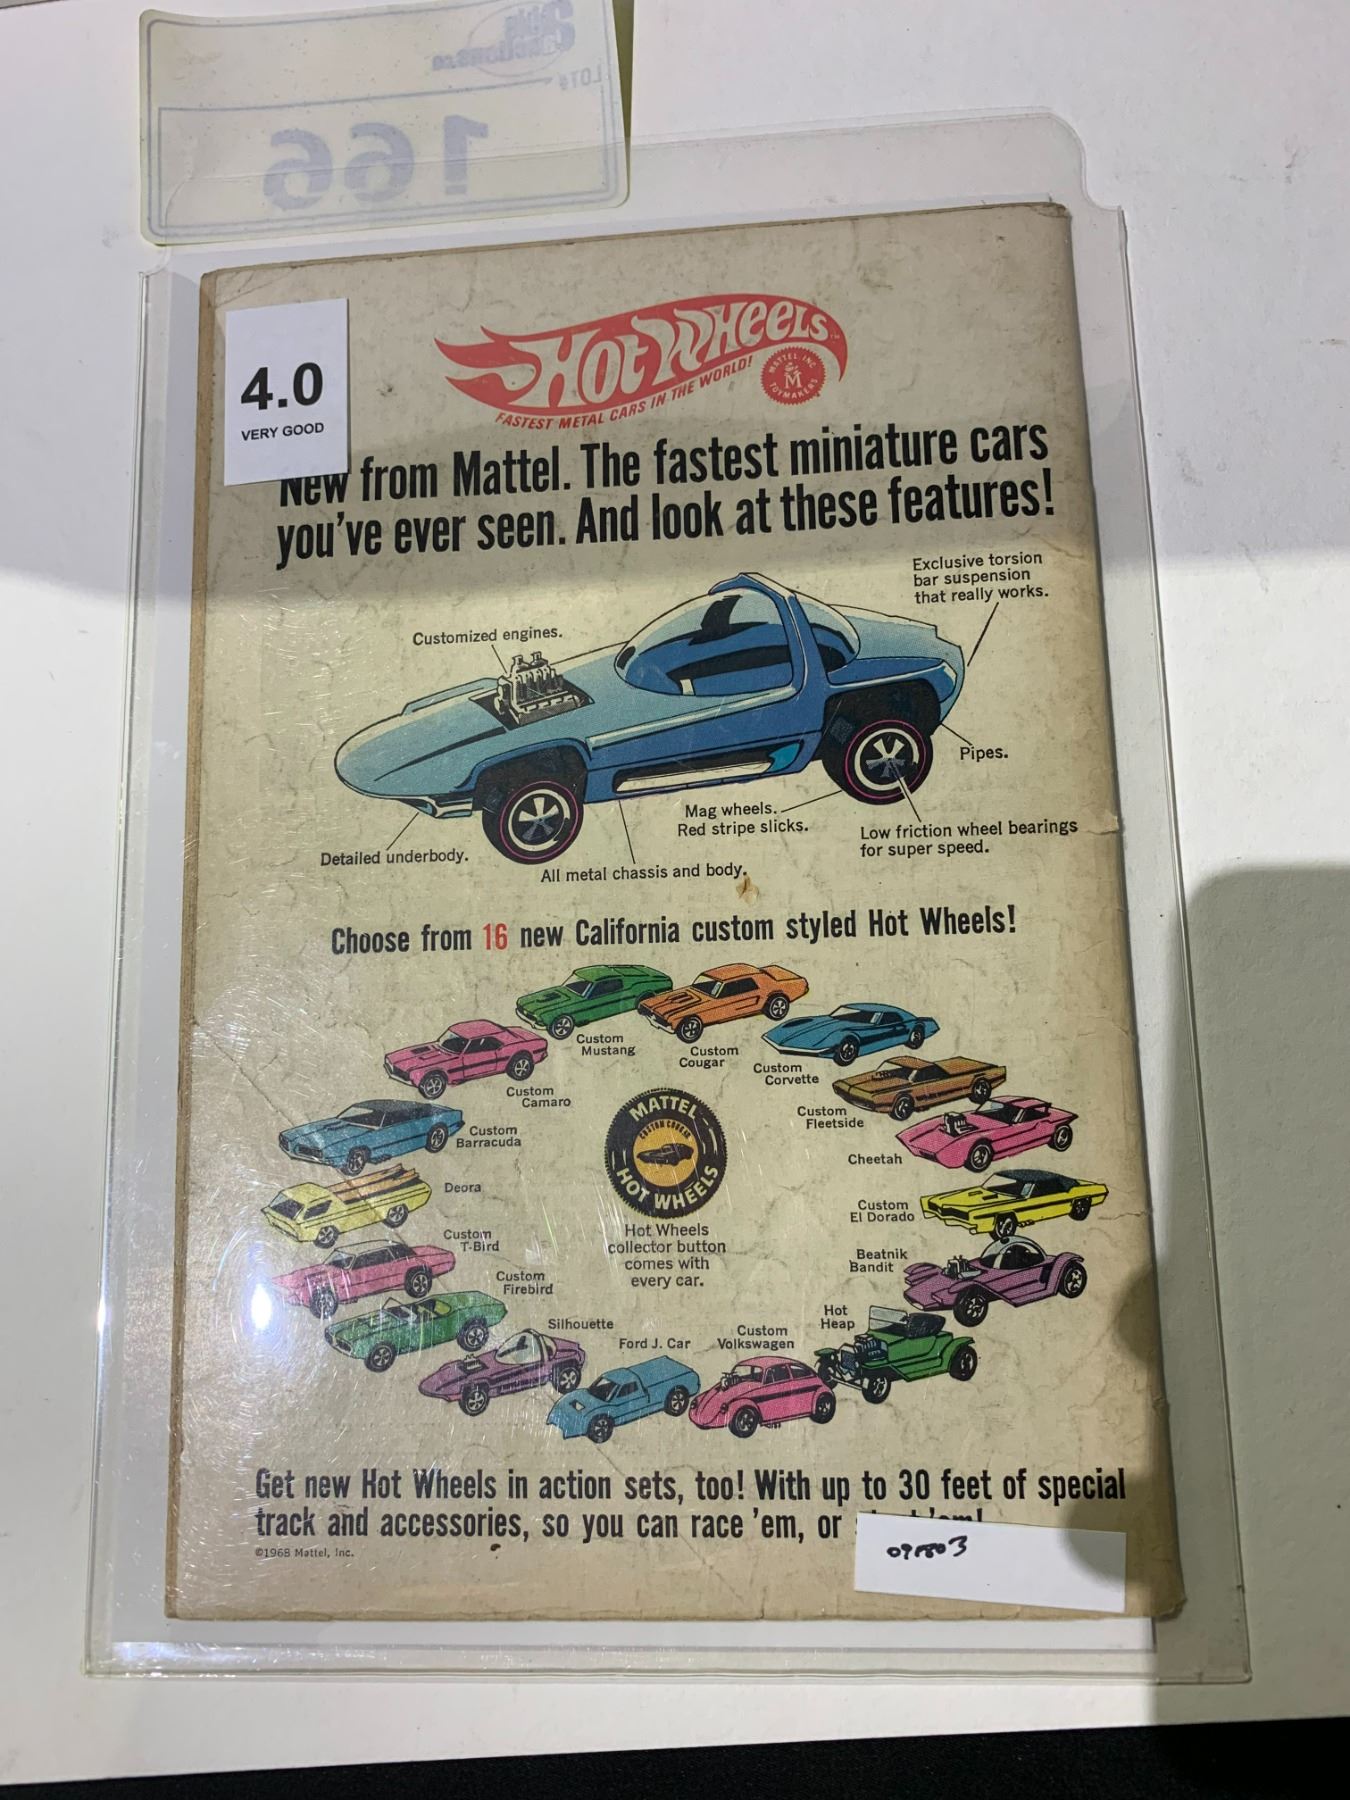 LOT#
166
4.0
VERY GOOD
Hot Wheels
FASTEST METAL CARS IN THE WORLD!
MATTEL, INC.
M
TOYMAKERS
New from Mattel. The fastest miniature cars
you've ever seen. And look at these features!
Exclusive torsion
bar suspension
that really works.
Customized engines.
Pipes.
Mag wheels.
Red stripe slicks.
Low friction wheel bearings
for super speed.
Detailed underbody.
All metal chassis and body.
Choose from 16 new California custom styled Hot Wheels!
Custom
Mustang
Custom
Cougar
Custom
Corvette
Custom
Camaro
Custom
Fleetside
Custom
Barracuda
Cheetah
Deora
Custom
El Dorado
Custom
T-Bird
Beatnik
Bandit
Custom
Firebird
Hot
Heap
Silhouette
Ford J. Car
Custom
Volkswagen
MATTEL
CUSTOM COUGAR
HOT WHEELS
Hot Wheels
collector button
comes with
every car.
Get new Hot Wheels in action sets, too! With up to 30 feet of special
track and accessories, so you can race 'em, or
©1968 Mattel, Inc.